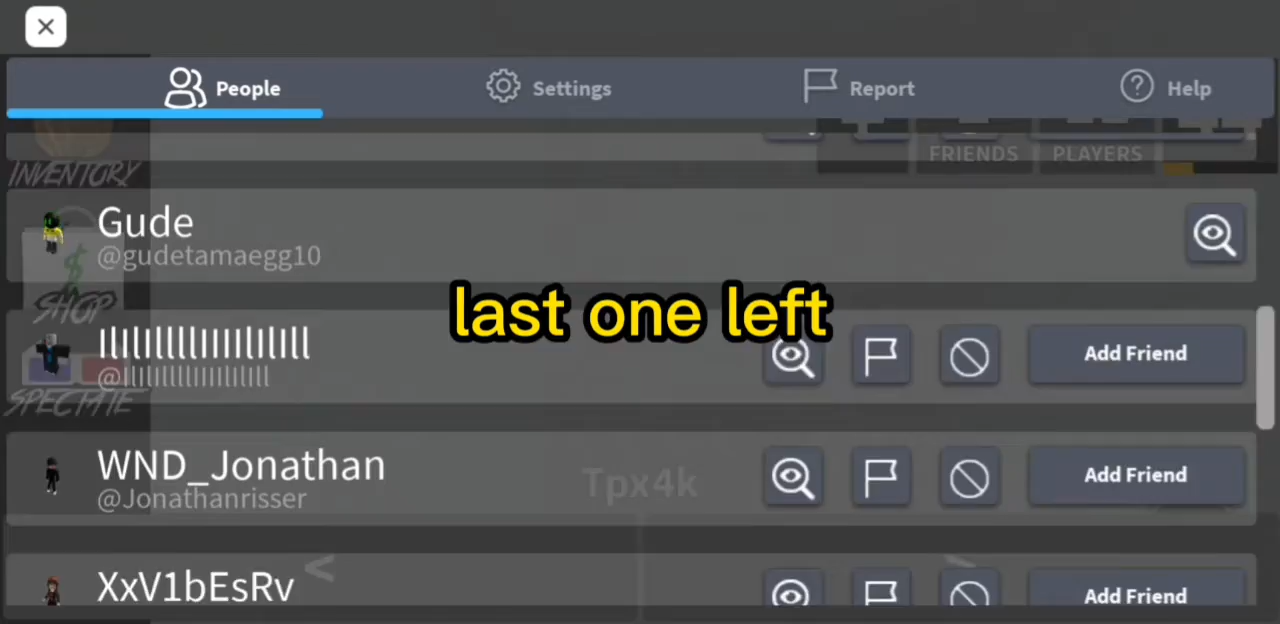 People
Settings
Report
Help
INVENTORY
FRIENDS
PLAYERS
Gude
@gudetamaegg10
last one left
SHOP
Add Friend
SPECTATE
WND_Jonathan
@Jonathanrisser
Add Friend
Tpx4k
XxV1bEsRv
Add Friend